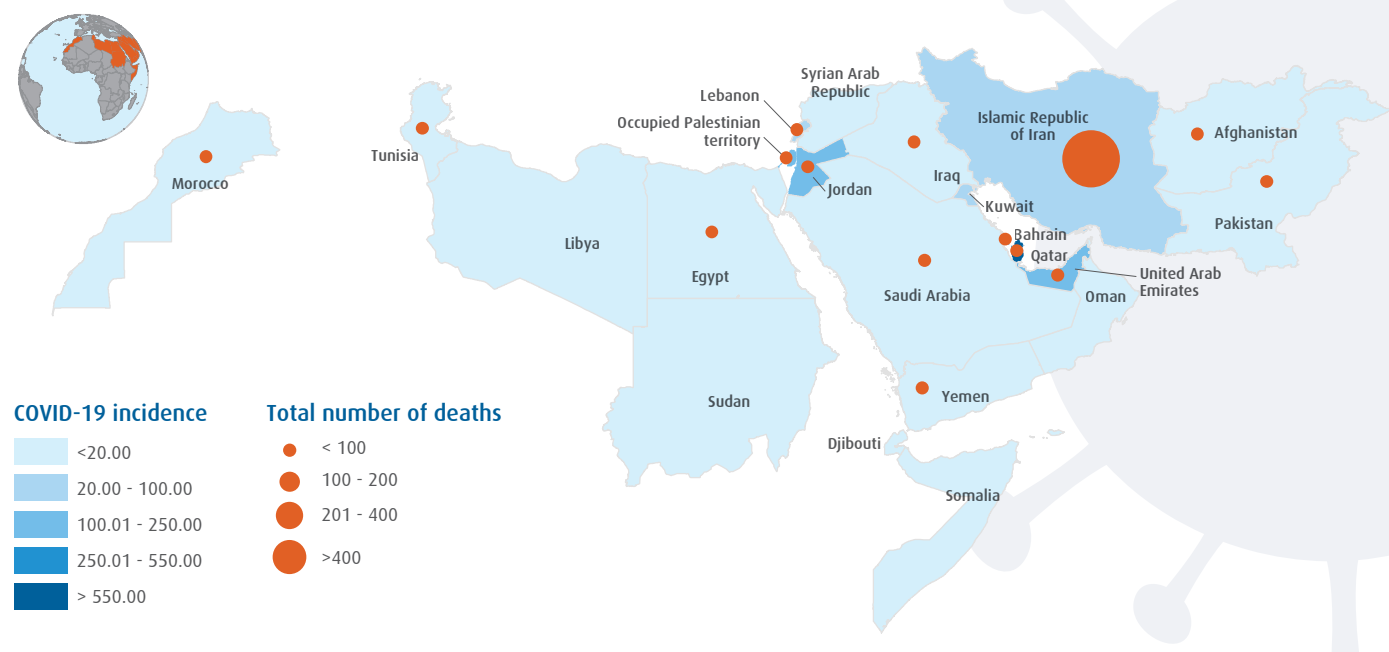 Syrian Arab
Republic
Lebanon
Occupied Palestinian
territory
Islamic Republic
of Iran
Afghanistan
Tunisia
Iraq
Morocco
Jordan
Kuwait
Pakistan
Bahrain
Libya
Qatar
Egypt
United Arab
Emirates
Saudi Arabia
Oman
Sudan
Yemen
Djibouti
Somalia
COVID-19 incidence
<20.00
20.00 - 100.00
100.01 - 250.00
250.01 - 550.00
> 550.00
Total number of deaths
< 100
100 - 200
201 - 400
>400